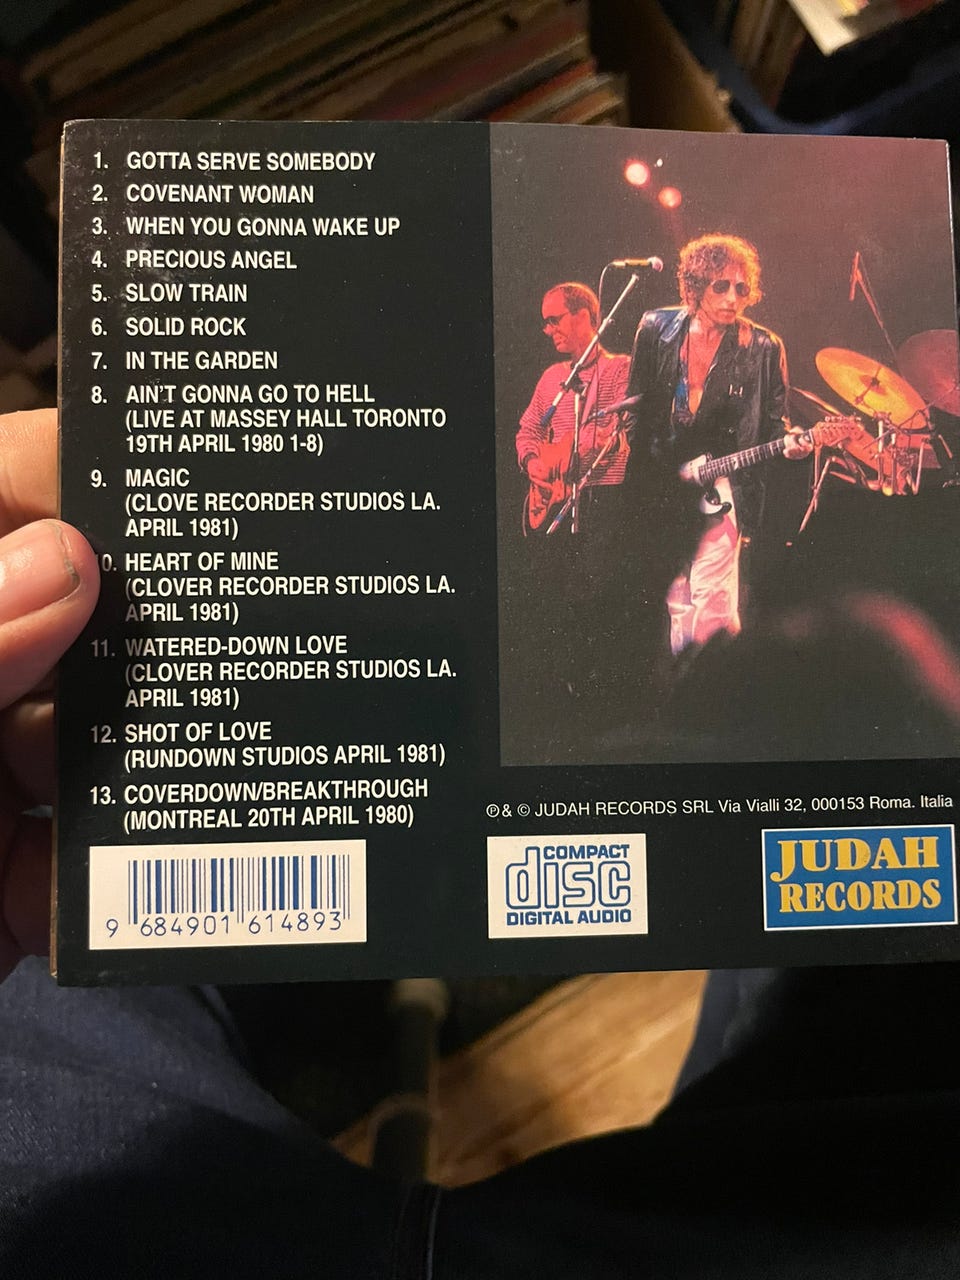 1. GOTTA SERVE SOMEBODY
2. COVENANT WOMAN
3. WHEN YOU GONNA WAKE UP
4. PRECIOUS ANGEL
5. SLOW TRAIN
6. SOLID ROCK
7. IN THE GARDEN
8. AIN'T GONNA GO TO HELL
(LIVE AT MASSEY HALL TORONTO
19TH APRIL 1980 1-8)
9. MAGIC
(CLOVE RECORDER STUDIOS LA.
APRIL 1981)
10. HEART OF MINE
(CLOVER RECORDER STUDIOS LA.
APRIL 1981)
11. WATERED-DOWN LOVE
(CLOVER RECORDER STUDIOS LA.
APRIL 1981)
12. SHOT OF LOVE
(RUNDOWN STUDIOS APRIL 1981)
13. COVERDOWN/BREAKTHROUGH
(MONTREAL 20TH APRIL 1980)
℗ & © JUDAH RECORDS SRL Via Vialli 32, 000153 Roma. Italia
9 684901 614893
COMPACT
disc
DIGITAL AUDIO
JUDAH
RECORDS